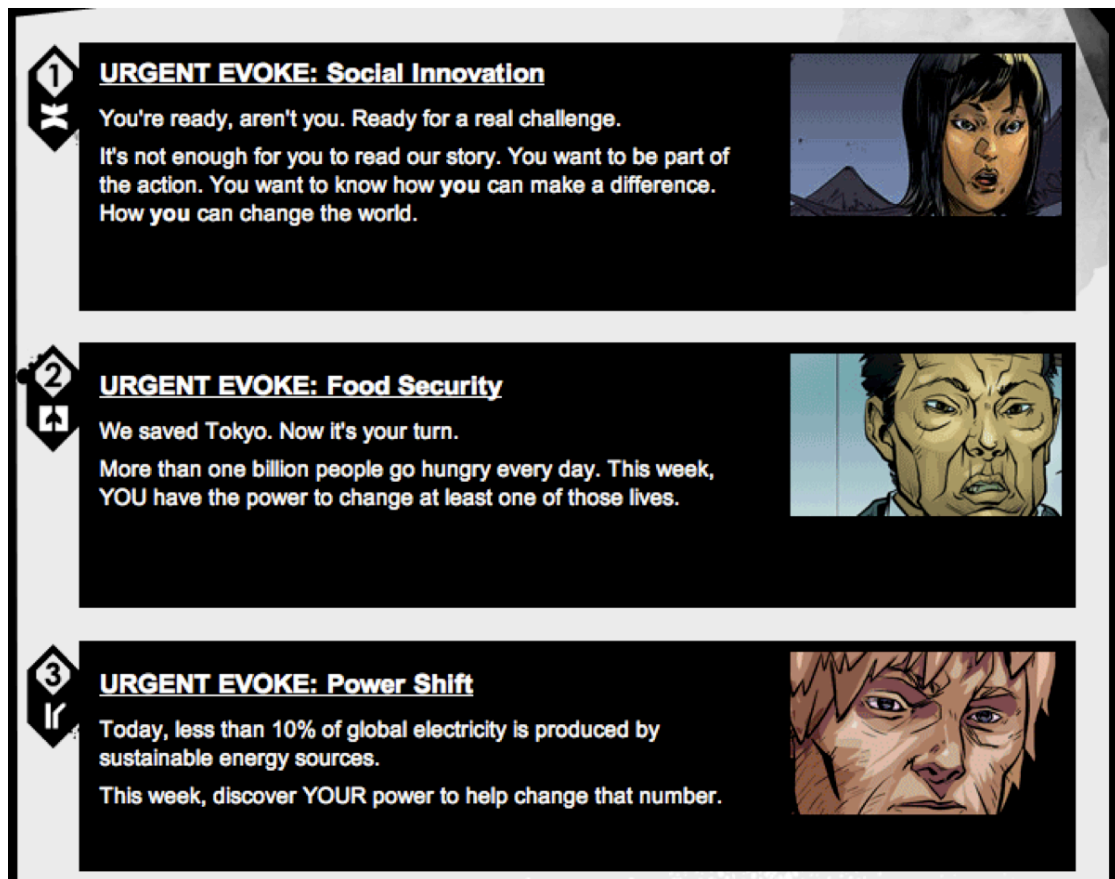 1
URGENT EVOKE: Social Innovation
You're ready, aren't you. Ready for a real challenge.
It's not enough for you to read our story. You want to be part of
the action. You want to know how you can make a difference.
How you can change the world.
2
URGENT EVOKE: Food Security
We saved Tokyo. Now it's your turn.
More than one billion people go hungry every day. This week,
YOU have the power to change at least one of those lives.
3
URGENT EVOKE: Power Shift
Today, less than 10% of global electricity is produced by
sustainable energy sources.
This week, discover YOUR power to help change that number.